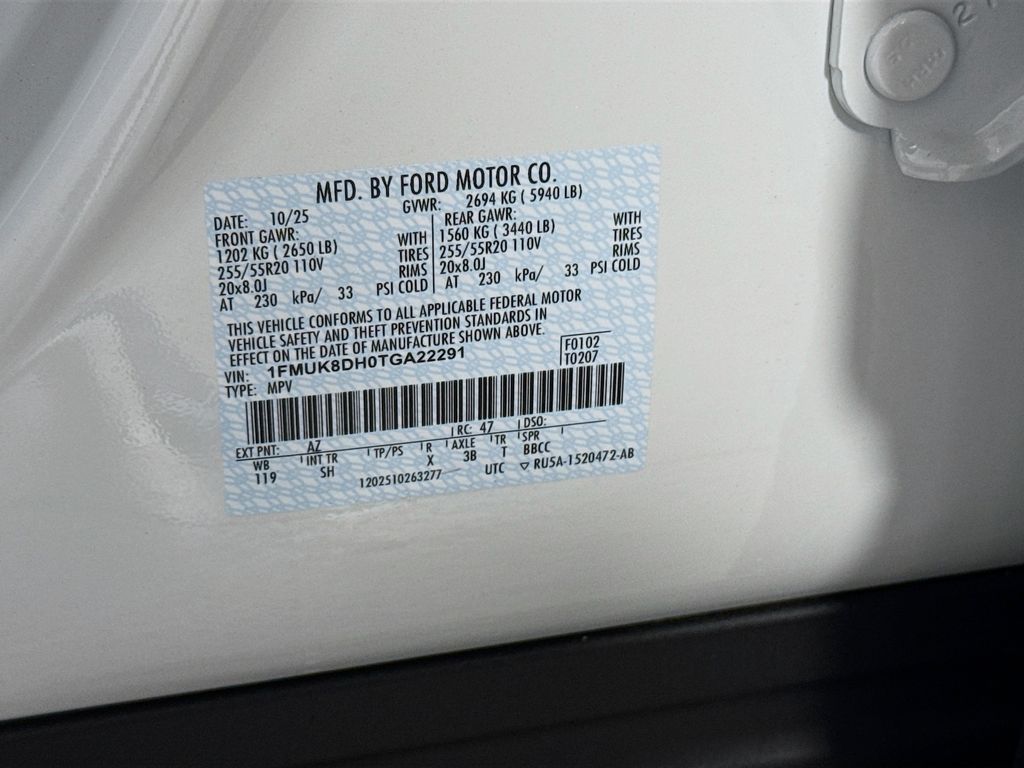 MFD. BY FORD MOTOR CO.
DATE: 10/25 GVWR: 2694 KG ( 5940 LB)
FRONT GAWR: REAR GAWR:
1202 KG ( 2650 LB) WITH 1560 KG ( 3440 LB) WITH
255/55R20 110V TIRES 255/55R20 110V TIRES
20x8.0J RIMS 20x8.0J RIMS
AT 230 kPa/ 33 PSI COLD AT 230 kPa/ 33 PSI COLD
THIS VEHICLE CONFORMS TO ALL APPLICABLE FEDERAL MOTOR
VEHICLE SAFETY AND THEFT PREVENTION STANDARDS IN
EFFECT ON THE DATE OF MANUFACTURE SHOWN ABOVE.
VIN: 1FMUK8DH0TGA22291 F0102
TYPE: MPV T0207
EXT PNT: AZ RC: 47 DSO:
WB INT TR TP/PS R AXLE TR SPR
119 SH X 3B T BBCC
1202510263277 UTC ▽ RU5A-1520472-AB